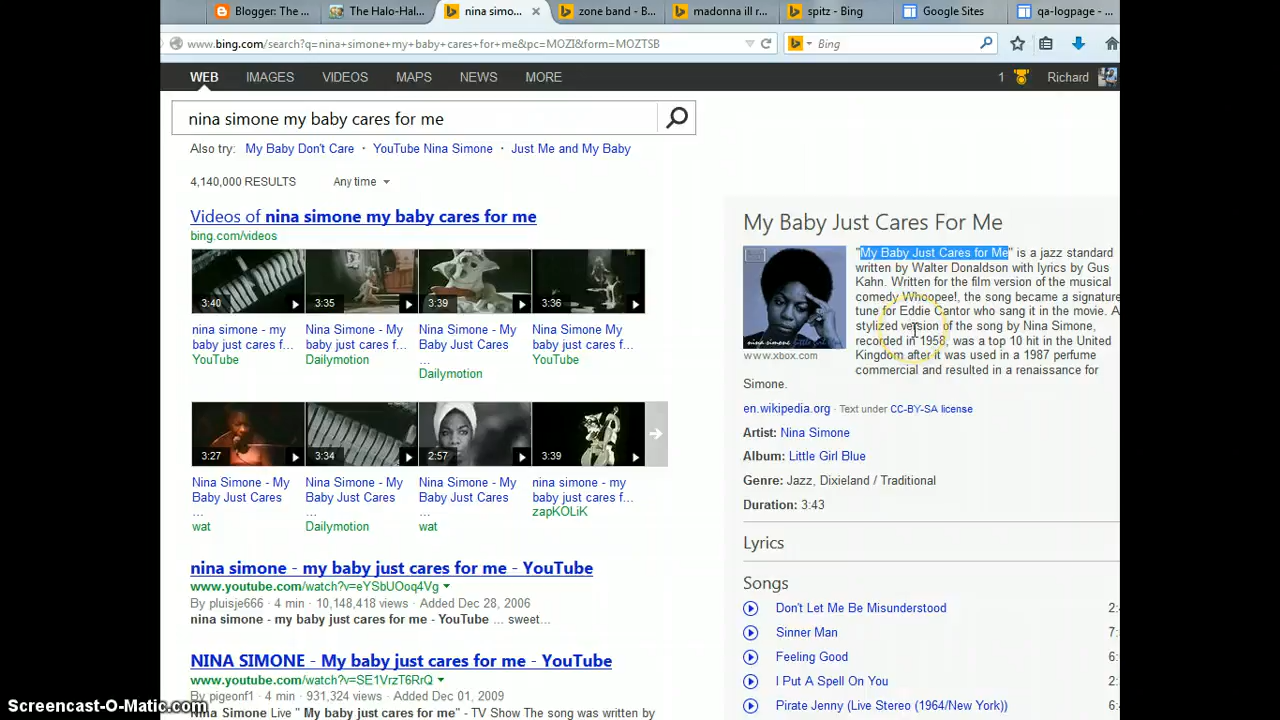 Blogger: The ...
The Halo-Hal...
nina simo...
zone band - B...
madonna ill r...
spitz - Bing
Google Sites
qa-logpage - ...
www.bing.com/search?q=nina+simone+my+baby+cares+for+me&pc=MOZI&form=MOZTSB
Bing
WEB IMAGES VIDEOS MAPS NEWS MORE
1 Richard
nina simone my baby cares for me
Also try: My Baby Don't Care · YouTube Nina Simone · Just Me and My Baby
4,140,000 RESULTS Any time
Videos of nina simone my baby cares for me
bing.com/videos
3:40 3:35 3:39 3:36
nina simone - my baby just cares f...
YouTube
nina simone - my baby just cares f...
Dailymotion
Nina Simone - My Baby Just Cares
...
Dailymotion
Nina Simone My Baby Just Cares f...
YouTube
3:27 3:34 2:57 3:39
Nina Simone - My Baby Just Cares
...
wat
Nina Simone - My Baby Just Cares
...
Dailymotion
Nina Simone - My Baby Just Cares
...
wat
nina simone - my baby just cares f...
zapKOLiK
nina simone - my baby just cares for me - YouTube
www.youtube.com/watch?v=eYSbUOoq4Vg
By pluisje666 · 4 min · 10,148,418 views · Added Dec 28, 2006
nina simone - my baby just cares for me - YouTube ... sweet...
NINA SIMONE - My baby just cares for me - YouTube
www.youtube.com/watch?v=SE1VrzT6RrQ
By pigeonf1 · 4 min · 931,324 views · Added Dec 01, 2009
Nina Simone Live " My baby just cares for me" - TV Show The song was written by
My Baby Just Cares For Me
"My Baby Just Cares for Me" is a jazz standard
written by Walter Donaldson with lyrics by Gus
Kahn. Written for the film version of the musical
comedy Whoopee!, the song became a signature
tune for Eddie Cantor who sang it in the movie. A
stylized version of the song by Nina Simone,
recorded in 1958, was a top 10 hit in the United
Kingdom after it was used in a 1987 perfume
commercial and resulted in a renaissance for
Simone.
nina simone little girl blue
www.xbox.com
en.wikipedia.org · Text under CC-BY-SA license
Artist: Nina Simone
Album: Little Girl Blue
Genre: Jazz, Dixieland / Traditional
Duration: 3:43
Lyrics
Songs
Don't Let Me Be Misunderstood 2:
Sinner Man 7:
Feeling Good 6:
I Put A Spell On You 2:
Pirate Jenny (Live Stereo (1964/New York)) 6:
Screencast-O-Matic.com